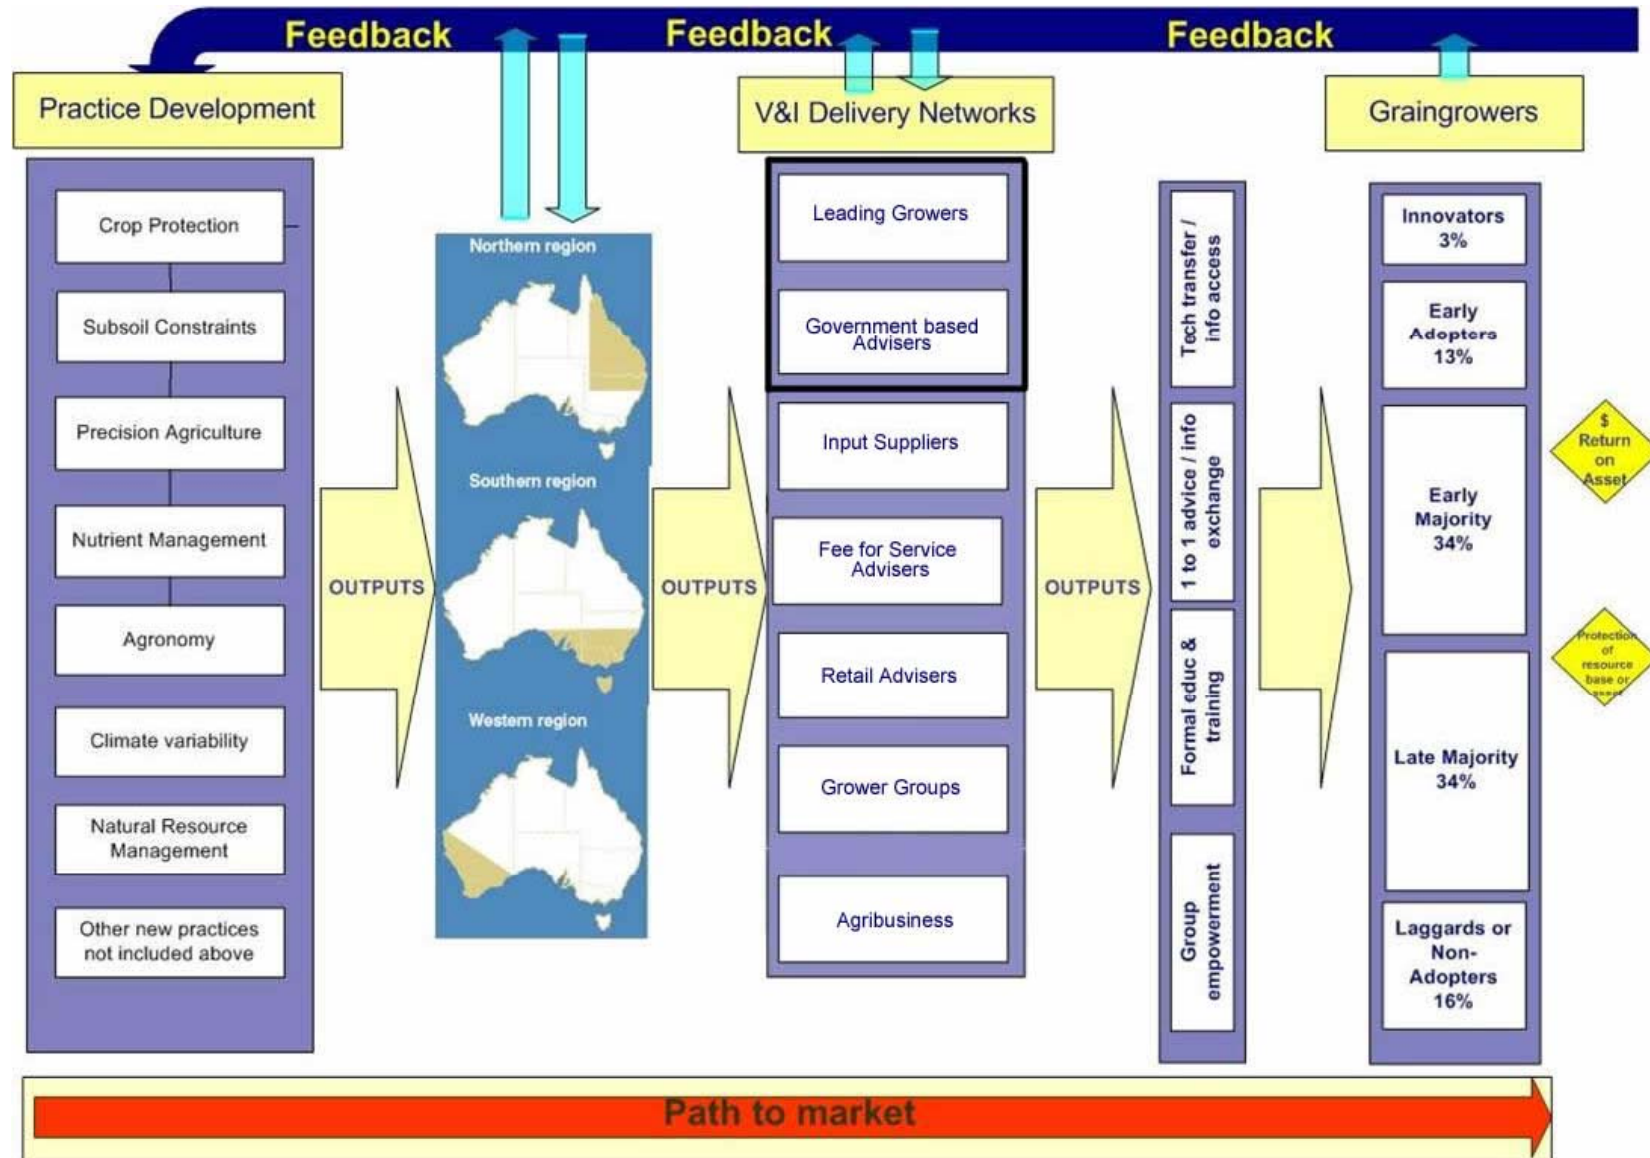 Feedback
Feedback
Feedback
Practice Development
V&I Delivery Networks
Graingrowers
Crop Protection
Subsoil Constraints
Precision Agriculture
Nutrient Management
Agronomy
Climate variability
Natural Resource
Management
Other new practices
not included above
OUTPUTS
Northern region
Southern region
Western region
OUTPUTS
Leading Growers
Government based
Advisers
Input Suppliers
Fee for Service
Advisers
Retail Advisers
Grower Groups
Agribusiness
OUTPUTS
Tech transfer /
info access
1 to 1 advice / info
exchange
Formal educ &
training
Group
empowerment
Innovators
3%
Early
Adopters
13%
Early
Majority
34%
Late Majority
34%
Laggards or
Non-
Adopters
16%
$
Return
on
Asset
Protection
of
resource
base or
Path to market